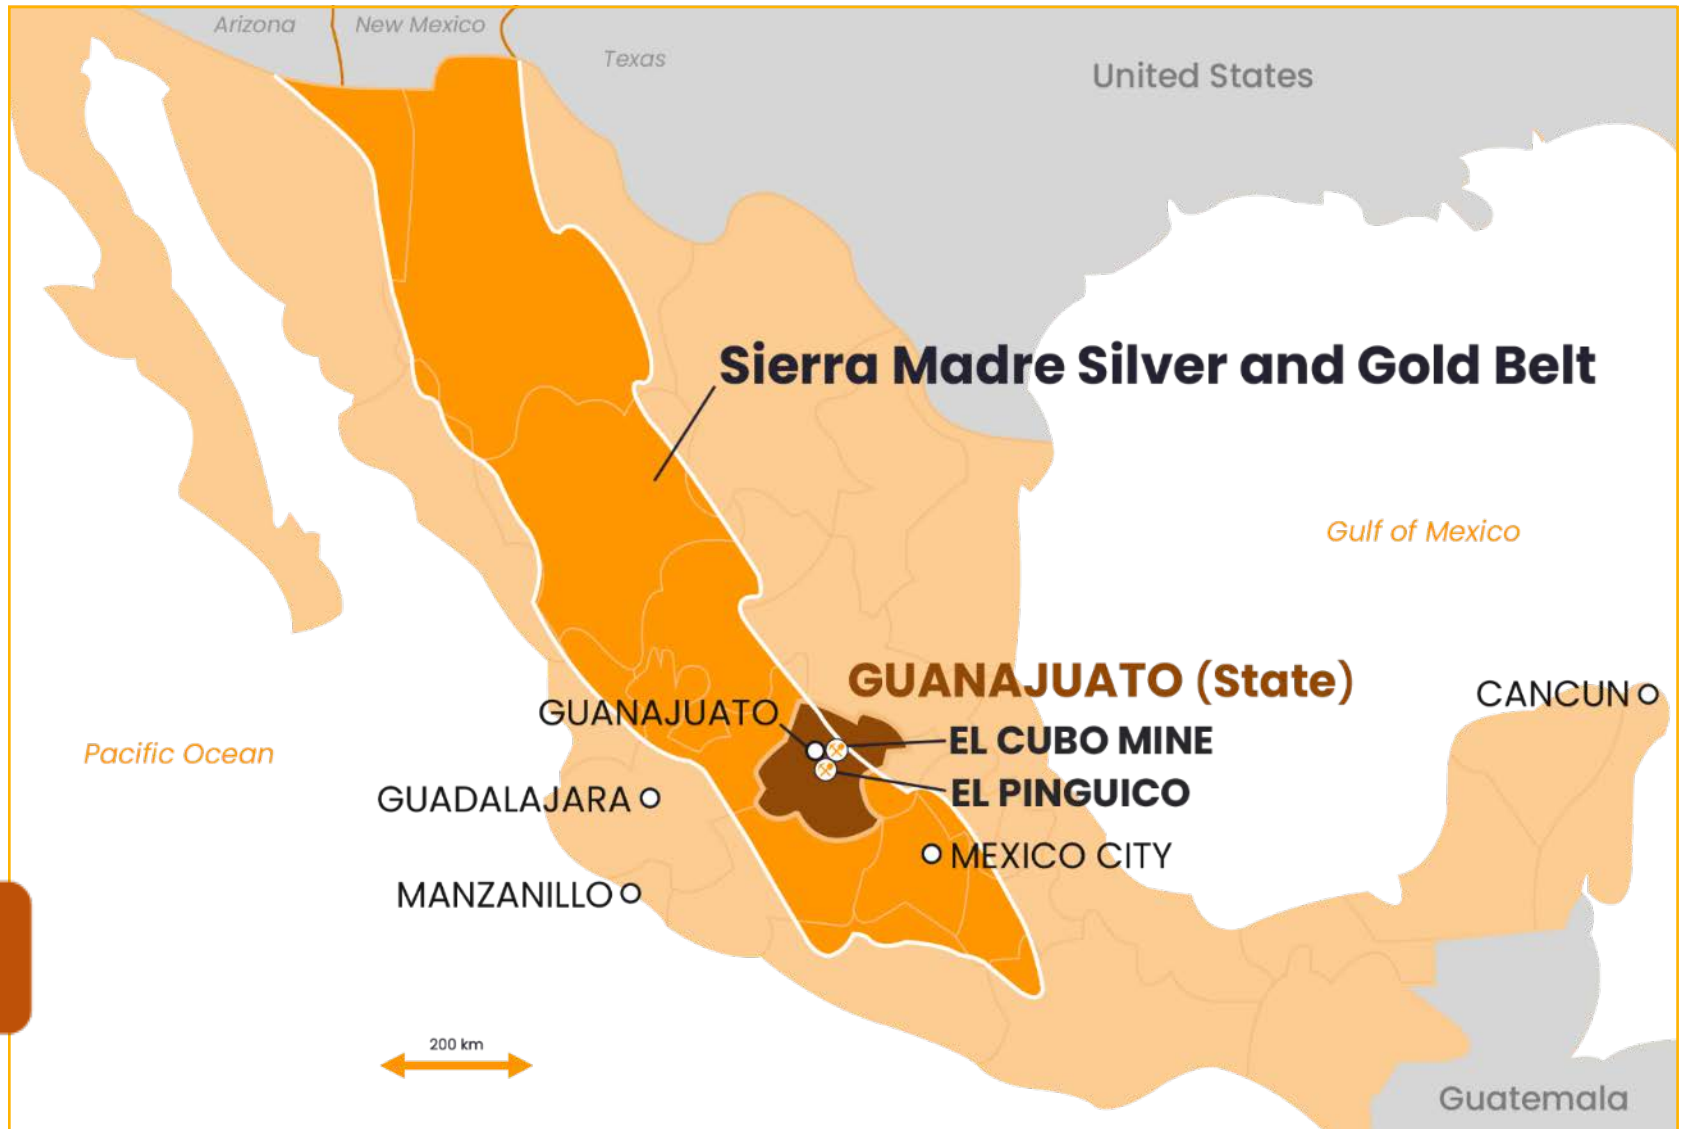 Arizona
New Mexico
Texas
United States
Sierra Madre Silver and Gold Belt
Gulf of Mexico
GUANAJUATO (State)
CANCUN
GUANAJUATO
EL CUBO MINE
Pacific Ocean
EL PINGUICO
GUADALAJARA
MEXICO CITY
MANZANILLO
200 km
Guatemala